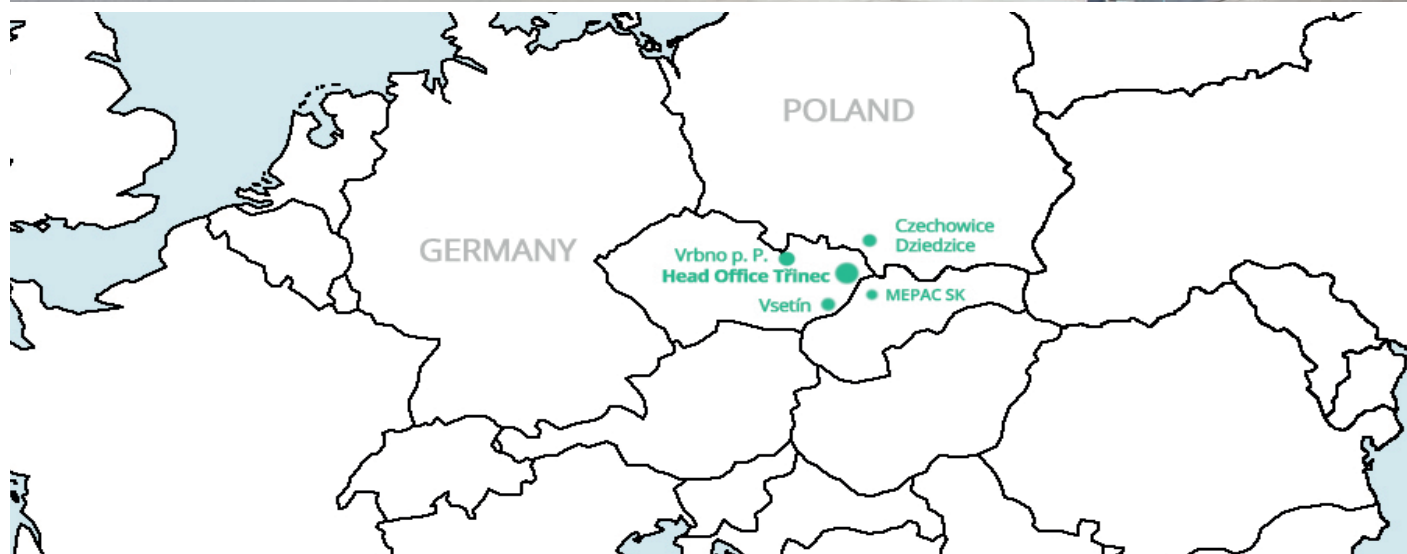 POLAND
Czechowice
Dziedzice
GERMANY
Vrbno p. P.
Head Office Třinec
MEPAC SK
Vsetín